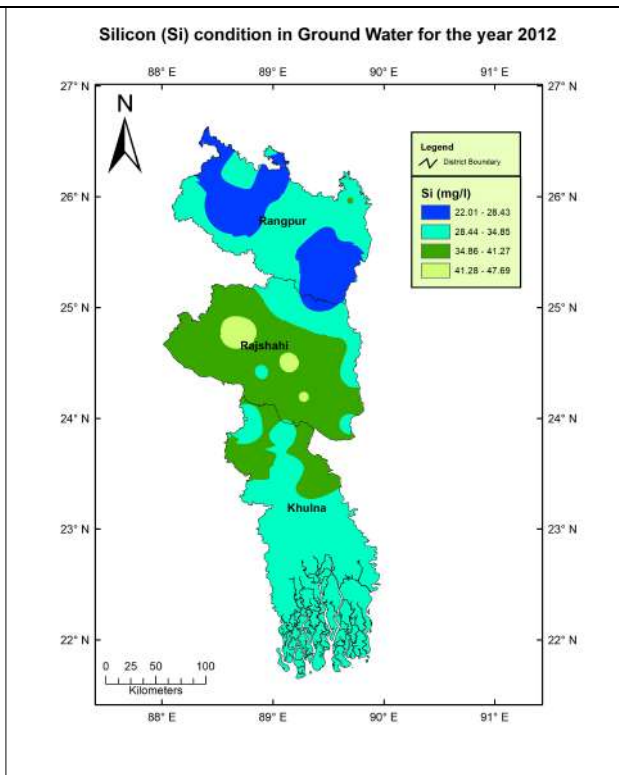 Silicon (Si) condition in Ground Water for the year 2012
88° E 89° E 90° E 91° E
27° N 27° N
N
Legend
District Boundary
Si (mg/l)
22.01 - 28.43
28.44 - 34.85
34.86 - 41.27
41.28 - 47.69
26° N 26° N
Rangpur
25° N 25° N
Rajshahi
24° N 24° N
Khulna
23° N 23° N
22° N 22° N
0 25 50 100
Kilometers
88° E 89° E 90° E 91° E